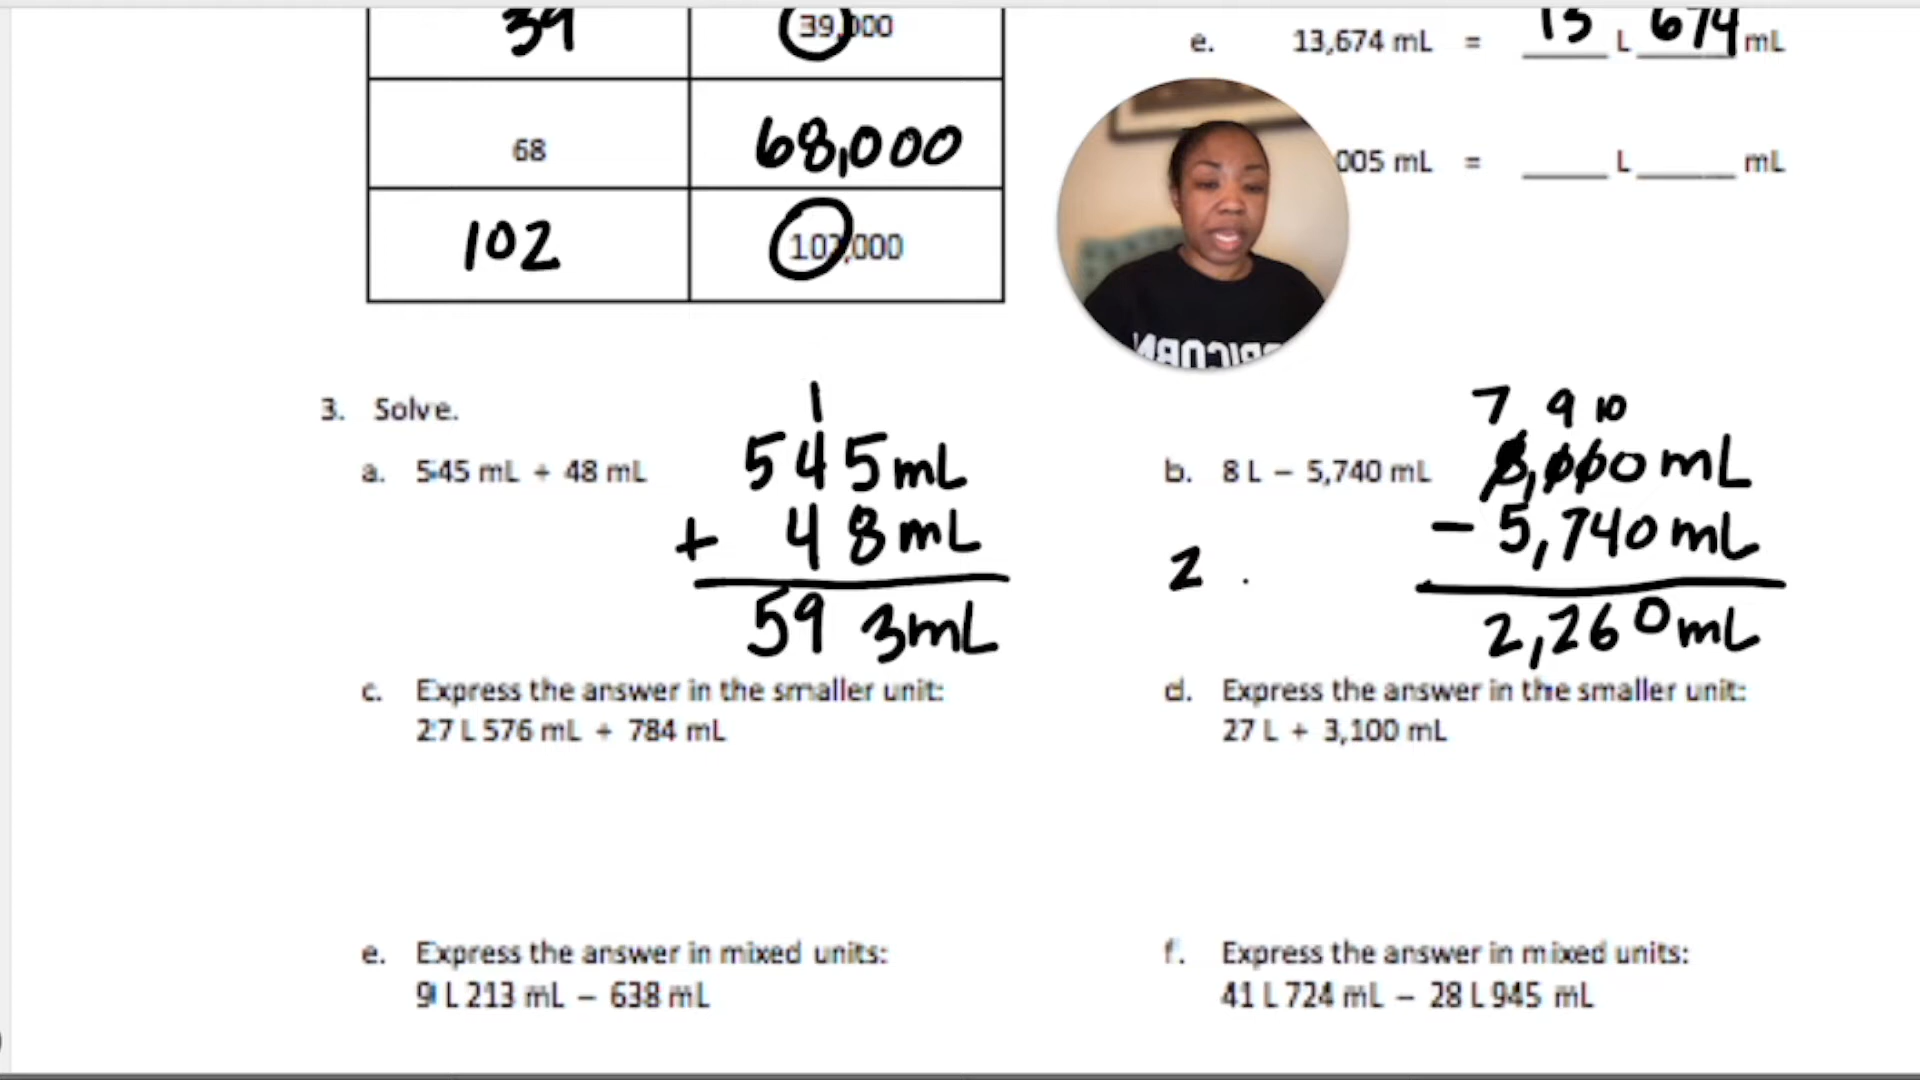 39 39,000
e. 13,674 mL = 13 L 674 mL
68 68,000
005 mL = ____ L ____ mL
102 102,000
3. Solve.
a. 545 mL + 48 mL
1
545 mL
+ 48 mL
593 mL
b. 8 L – 5,740 mL
7 9 10
8,000 mL
– 5,740 mL
2,260 mL
2 .
c. Express the answer in the smaller unit:
27 L 576 mL + 784 mL
d. Express the answer in the smaller unit:
27 L + 3,100 mL
e. Express the answer in mixed units:
9 L 213 mL – 638 mL
f. Express the answer in mixed units:
41 L 724 mL – 28 L 945 mL